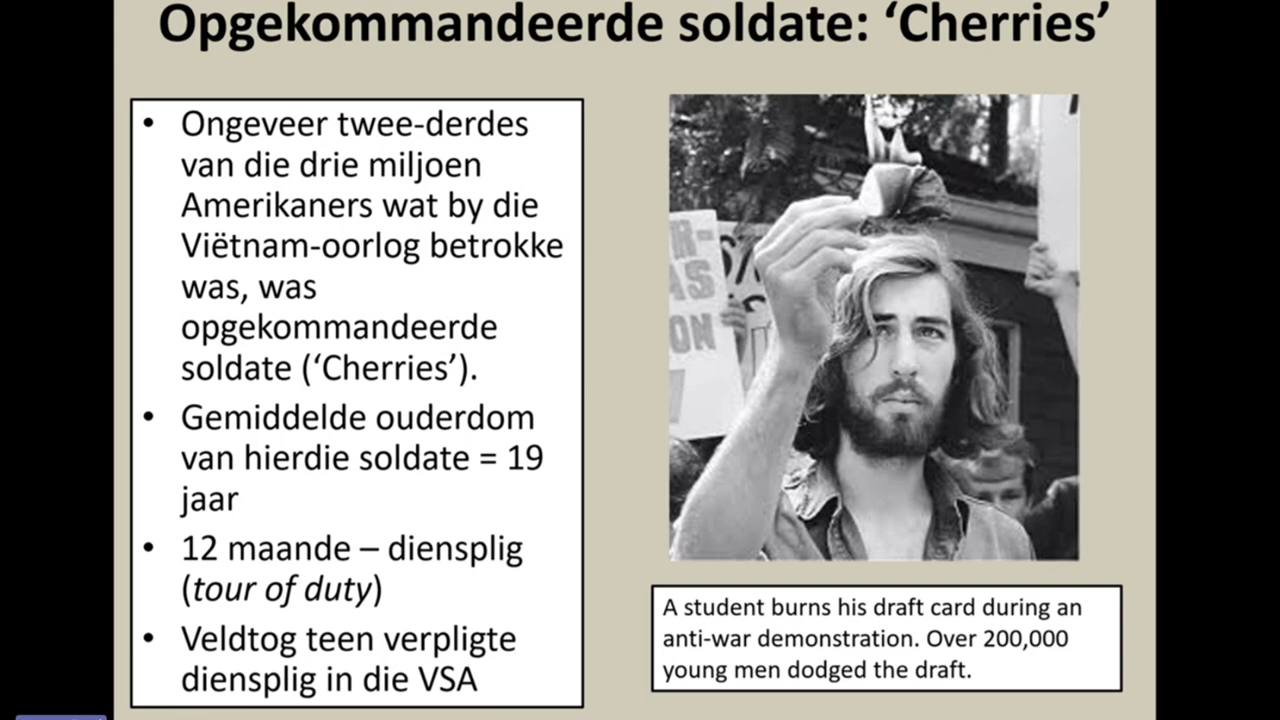 Opgekommandeerde soldate: ‘Cherries’
• Ongeveer twee-derdes
van die drie miljoen
Amerikaners wat by die
Viëtnam-oorlog betrokke
was, was
opgekommandeerde
soldate (‘Cherries’).
• Gemiddelde ouderdom
van hierdie soldate = 19
jaar
• 12 maande – diensplig
(tour of duty)
• Veldtog teen verpligte
diensplig in die VSA
R-
AS
ON
A student burns his draft card during an
anti-war demonstration. Over 200,000
young men dodged the draft.